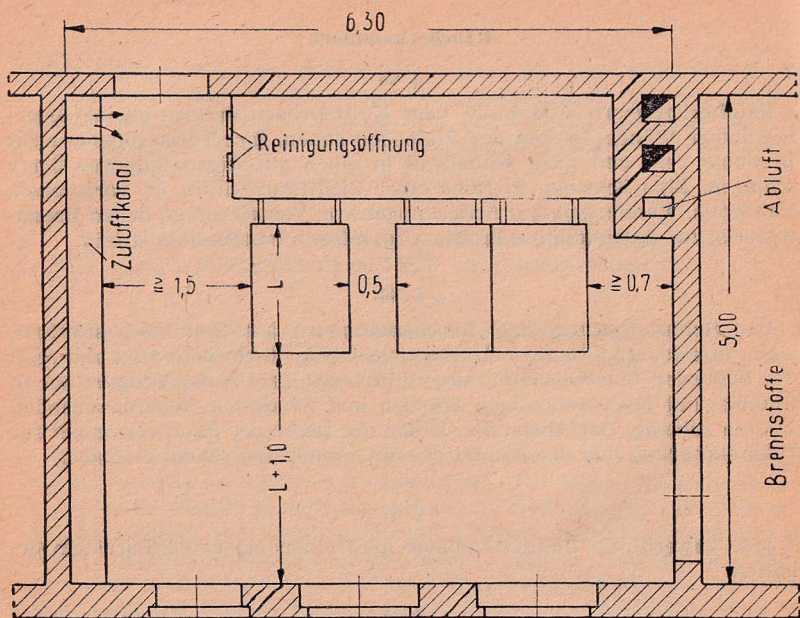 6,30
Reinigungsöffnung
Zuluftkanal
Abluft
≧ 1,5
L
0,5
≧ 0,7
5,00
L + 1,0
Brennstoffe